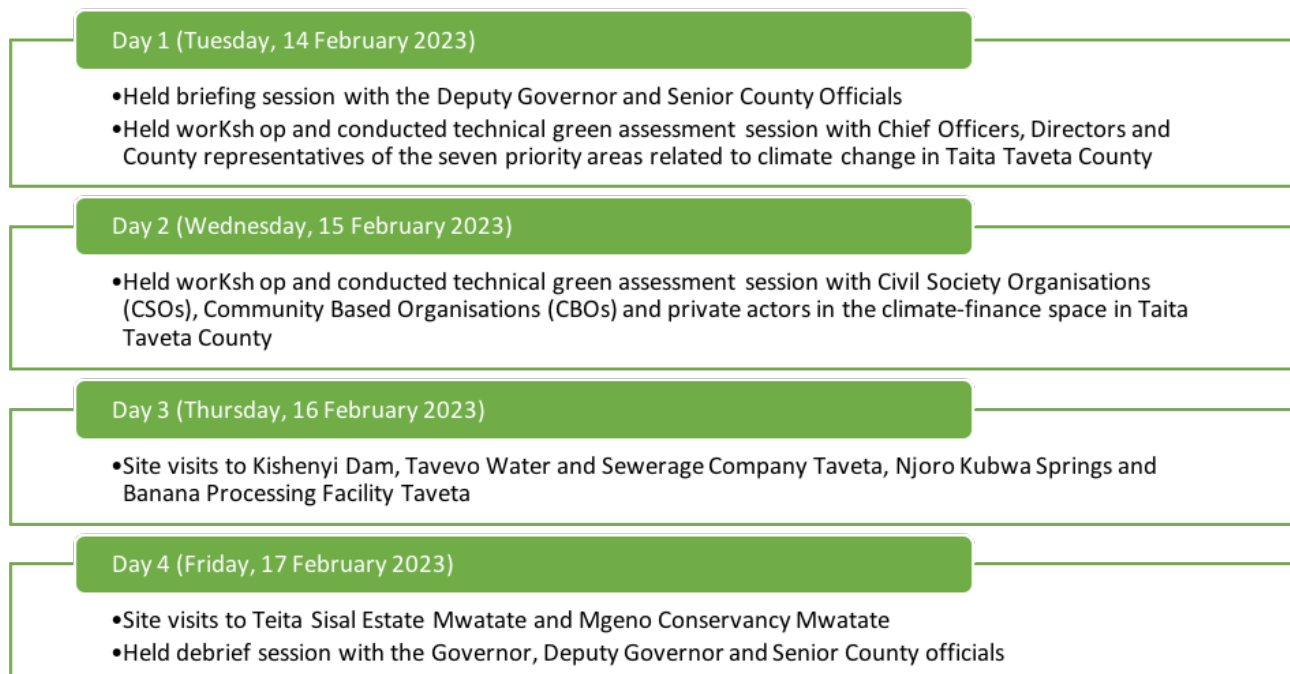 Day 1 (Tuesday, 14 February 2023)
•Held briefing session with the Deputy Governor and Senior County Officials
•Held worKsh op and conducted technical green assessment session with Chief Officers, Directors and
County representatives of the seven priority areas related to climate change in Taita Taveta County
Day 2 (Wednesday, 15 February 2023)
•Held worKsh op and conducted technical green assessment session with Civil Society Organisations
(CSOs), Community Based Organisations (CBOs) and private actors in the climate-finance space in Taita
Taveta County
Day 3 (Thursday, 16 February 2023)
•Site visits to Kishenyi Dam, Tavevo Water and Sewerage Company Taveta, Njoro Kubwa Springs and
Banana Processing Facility Taveta
Day 4 (Friday, 17 February 2023)
•Site visits to Teita Sisal Estate Mwatate and Mgeno Conservancy Mwatate
•Held debrief session with the Governor, Deputy Governor and Senior County officials